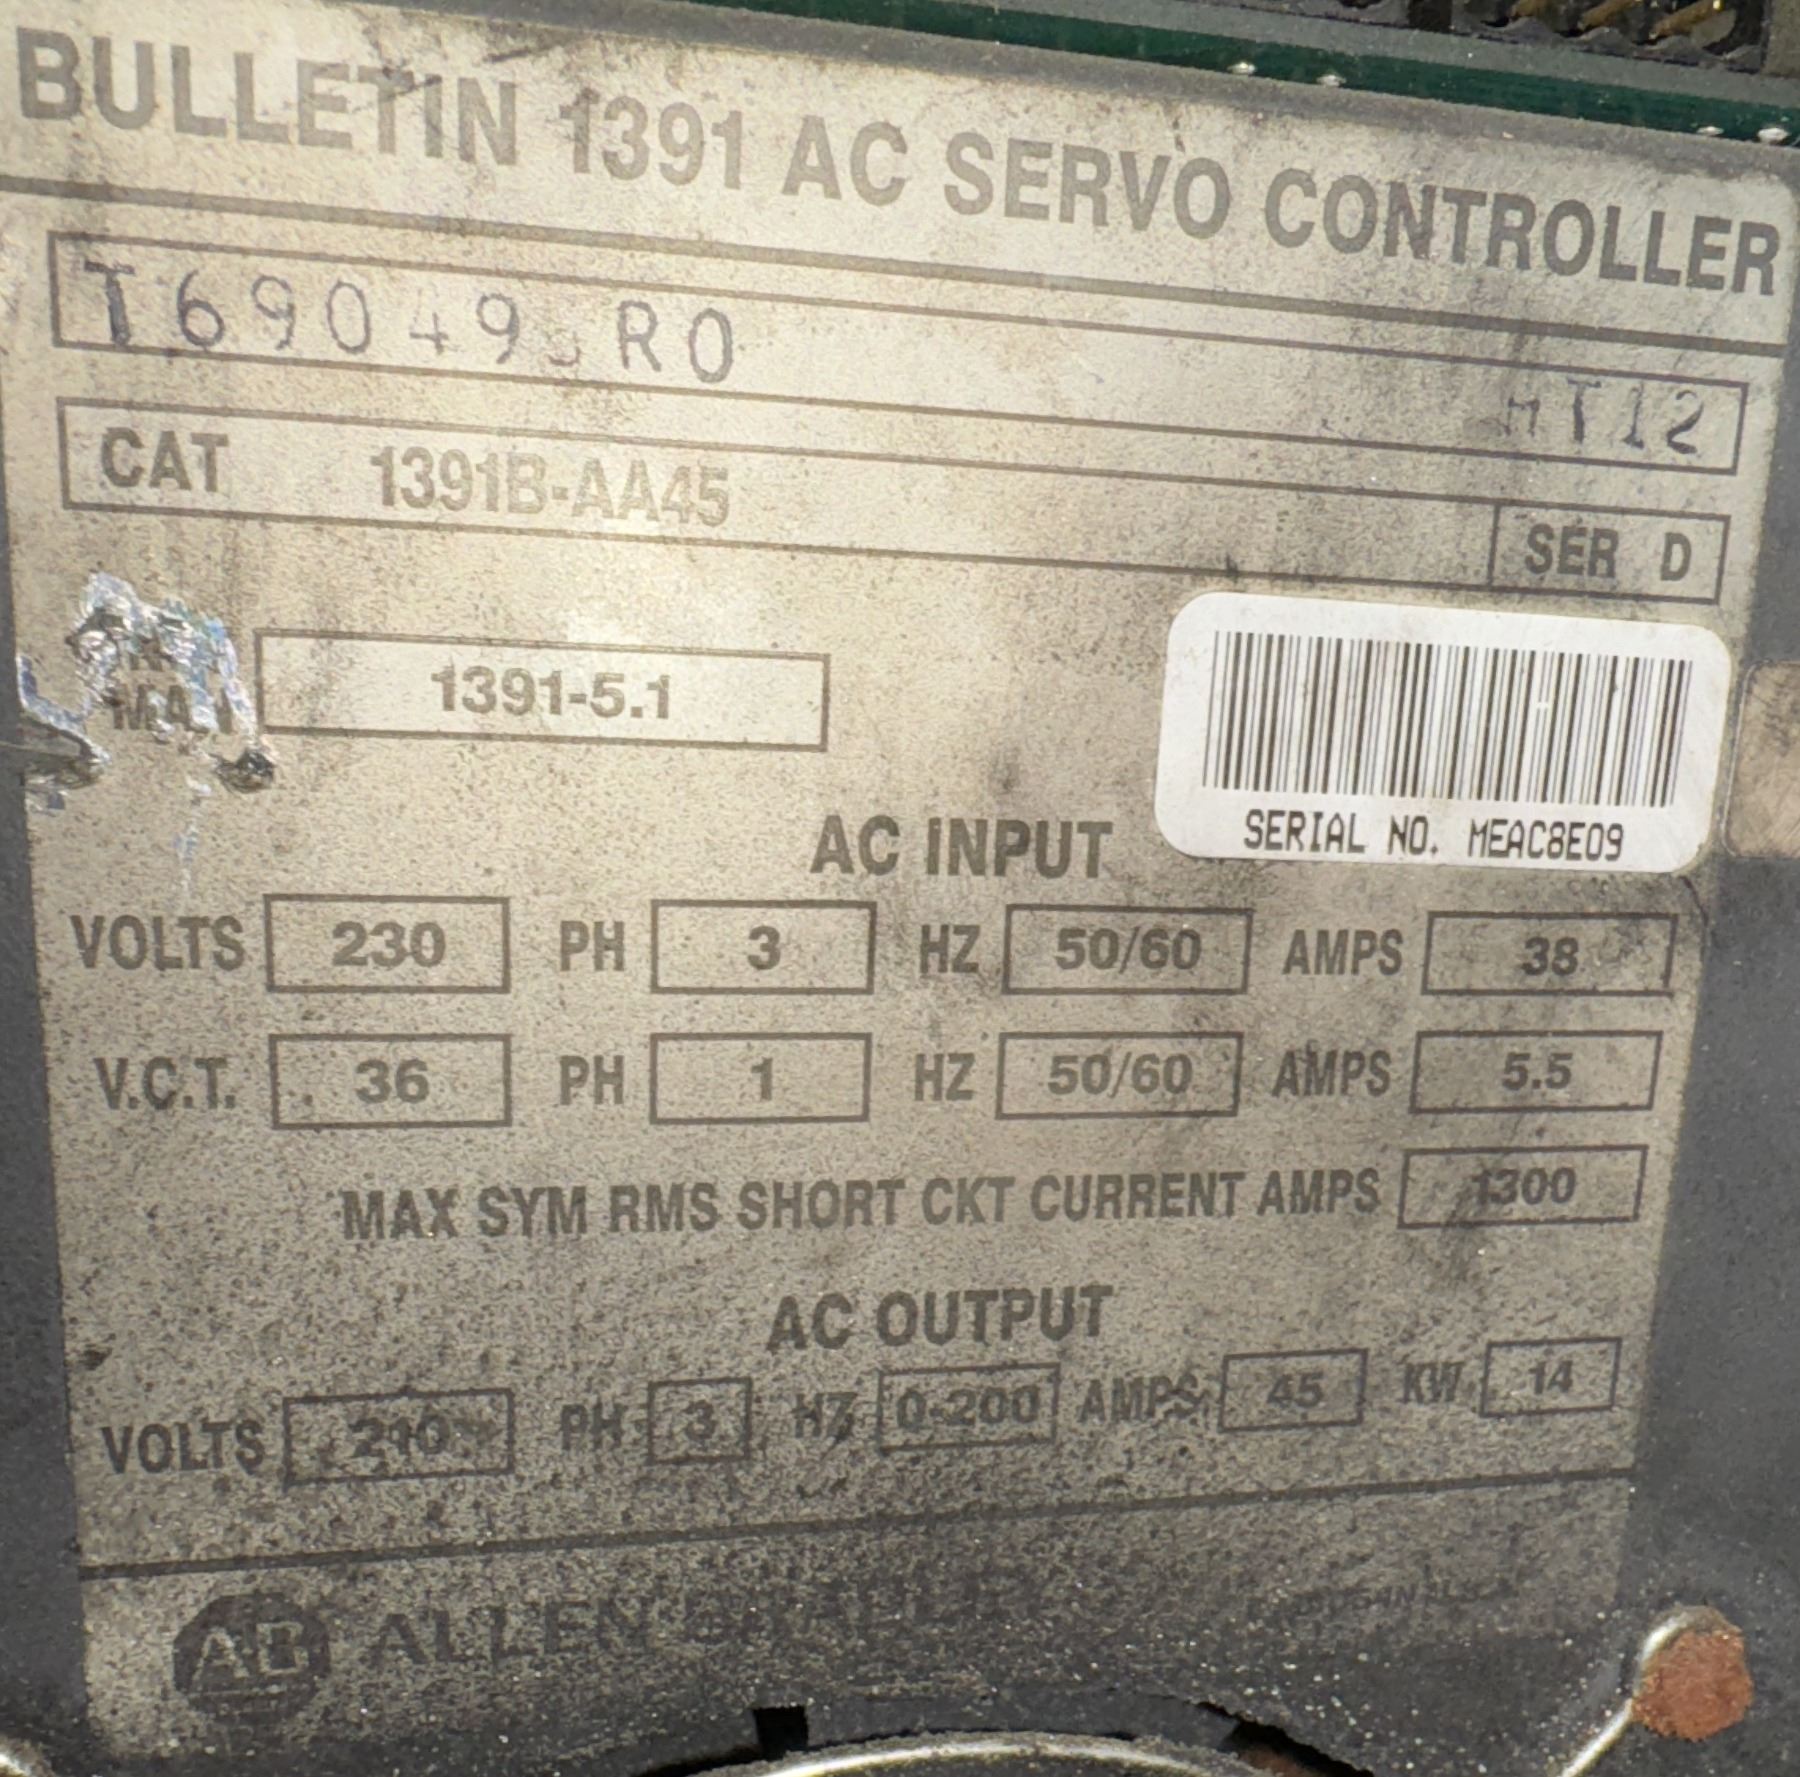 BULLETIN 1391 AC SERVO CONTROLLER
T69049 R0
T12
CAT 1391B-AA45 SER D
1391-5.1
SERIAL NO. MEAC8E09
AC INPUT
VOLTS 230 PH 3 HZ 50/60 AMPS 38
V.C.T. 36 PH 1 HZ 50/60 AMPS 5.5
MAX SYM RMS SHORT CKT CURRENT AMPS 1300
AC OUTPUT
VOLTS PH 3 HZ 0-200 AMPS 45 KW 14
AB ALLEN-BRADLEY